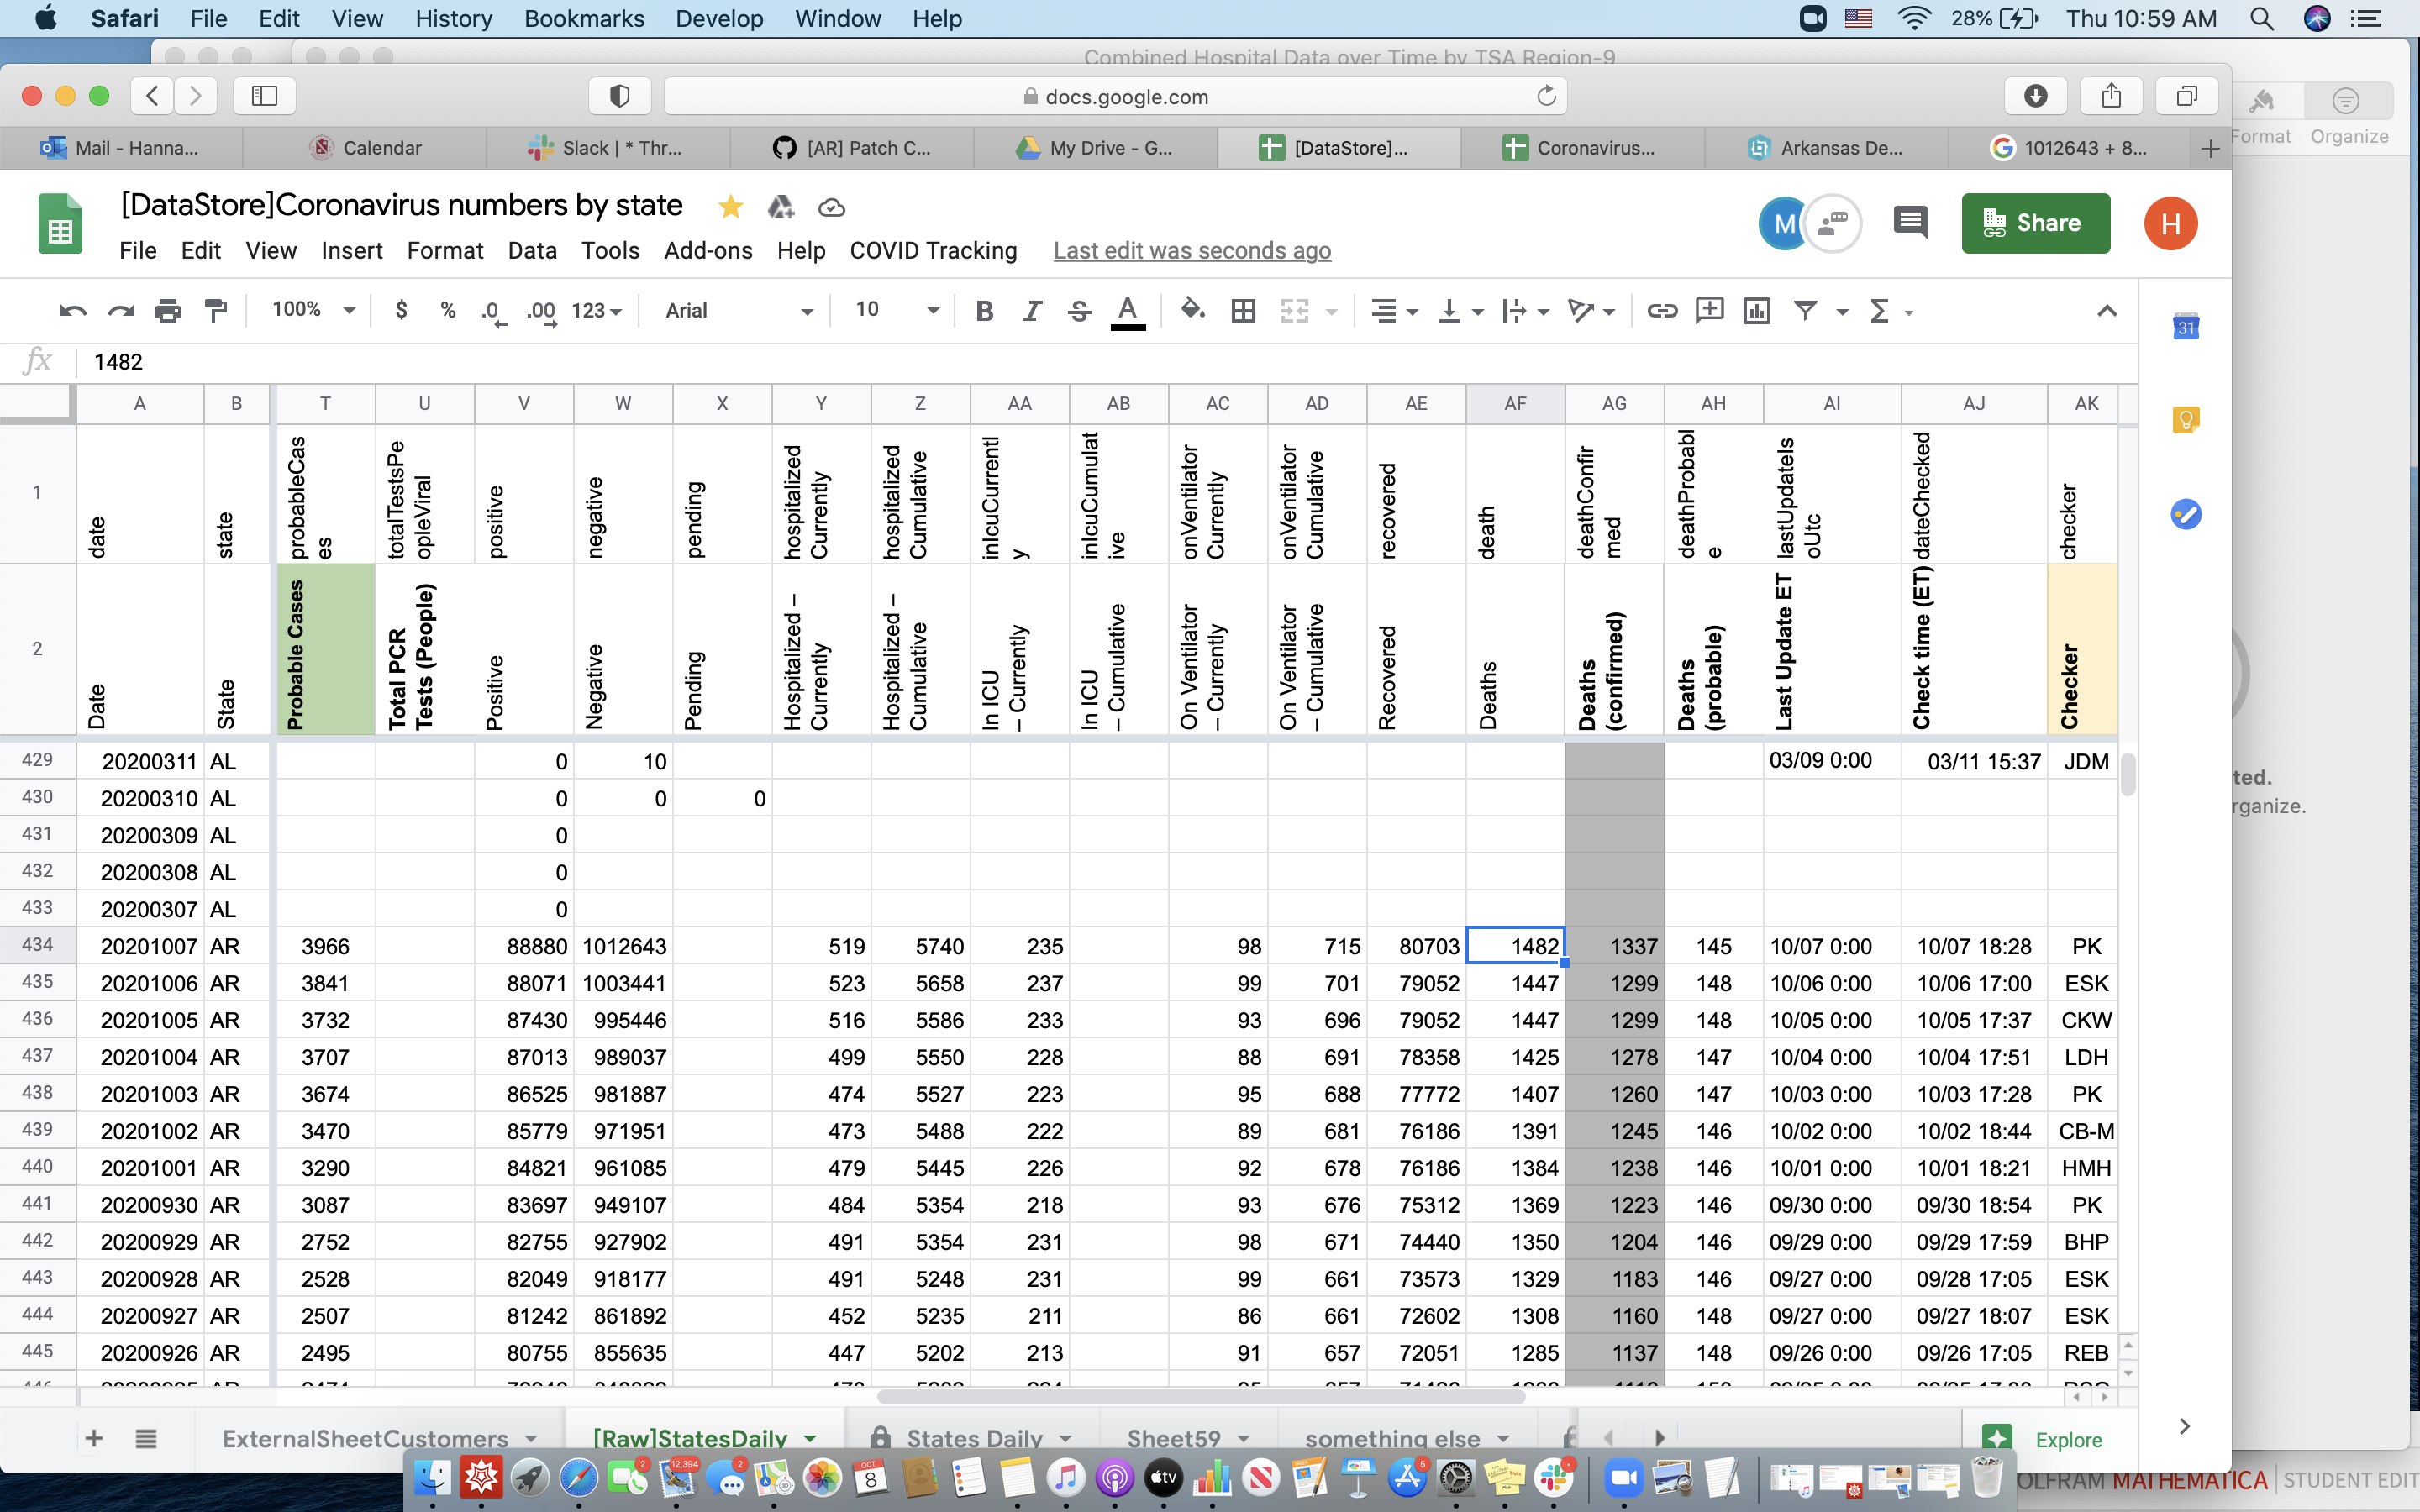 Safari File Edit View History Bookmarks Develop Window Help 28% Thu 10:59 AM
Combined Hospital Data over Time by TSA Region-9
docs.google.com
Format Organize
Mail - Hanna... Calendar Slack | * Thr... [AR] Patch C... My Drive - G... [DataStore]... Coronavirus... Arkansas De... 1012643 + 8...
[DataStore]Coronavirus numbers by state
M Share H
File Edit View Insert Format Data Tools Add-ons Help COVID Tracking Last edit was seconds ago
100% $ % .0 .00 123 Arial 10 B I S A
31
fx 1482
A B T U V W X Y Z AA AB AC AD AE AF AG AH AI AJ AK
1 date state probableCases totalTestsPeopleViral positive negative pending hospitalizedCurrently hospitalizedCumulative inIcuCurrently inIcuCumulative onVentilatorCurrently onVentilatorCumulative recovered death deathConfirmed deathProbable lastUpdateIsoUtc dateChecked checker
2 Date State Probable Cases Total PCR Tests (People) Positive Negative Pending Hospitalized – Currently Hospitalized – Cumulative In ICU – Currently In ICU – Cumulative On Ventilator – Currently On Ventilator – Cumulative Recovered Deaths Deaths (confirmed) Deaths (probable) Last Update ET Check time (ET) Checker
429 20200311 AL 0 10 03/09 0:00 03/11 15:37 JDM
430 20200310 AL 0 0 0
431 20200309 AL 0
432 20200308 AL 0
433 20200307 AL 0
434 20201007 AR 3966 88880 1012643 519 5740 235 98 715 80703 1482 1337 145 10/07 0:00 10/07 18:28 PK
435 20201006 AR 3841 88071 1003441 523 5658 237 99 701 79052 1447 1299 148 10/06 0:00 10/06 17:00 ESK
436 20201005 AR 3732 87430 995446 516 5586 233 93 696 79052 1447 1299 148 10/05 0:00 10/05 17:37 CKW
437 20201004 AR 3707 87013 989037 499 5550 228 88 691 78358 1425 1278 147 10/04 0:00 10/04 17:51 LDH
438 20201003 AR 3674 86525 981887 474 5527 223 95 688 77772 1407 1260 147 10/03 0:00 10/03 17:28 PK
439 20201002 AR 3470 85779 971951 473 5488 222 89 681 76186 1391 1245 146 10/02 0:00 10/02 18:44 CB-M
440 20201001 AR 3290 84821 961085 479 5445 226 92 678 76186 1384 1238 146 10/01 0:00 10/01 18:21 HMH
441 20200930 AR 3087 83697 949107 484 5354 218 93 676 75312 1369 1223 146 09/30 0:00 09/30 18:54 PK
442 20200929 AR 2752 82755 927902 491 5354 231 98 671 74440 1350 1204 146 09/29 0:00 09/29 17:59 BHP
443 20200928 AR 2528 82049 918177 491 5248 231 99 661 73573 1329 1183 146 09/27 0:00 09/28 17:05 ESK
444 20200927 AR 2507 81242 861892 452 5235 211 86 661 72602 1308 1160 148 09/27 0:00 09/27 18:07 ESK
445 20200926 AR 2495 80755 855635 447 5202 213 91 657 72051 1285 1137 148 09/26 0:00 09/26 17:05 REB
ted.
rganize.
ExternalSheetCustomers [Raw]StatesDaily States Daily Sheet59 something else Explore
2 12,394 2 OCT 8 tv 5
OLFRAM MATHEMATICA STUDENT EDIT